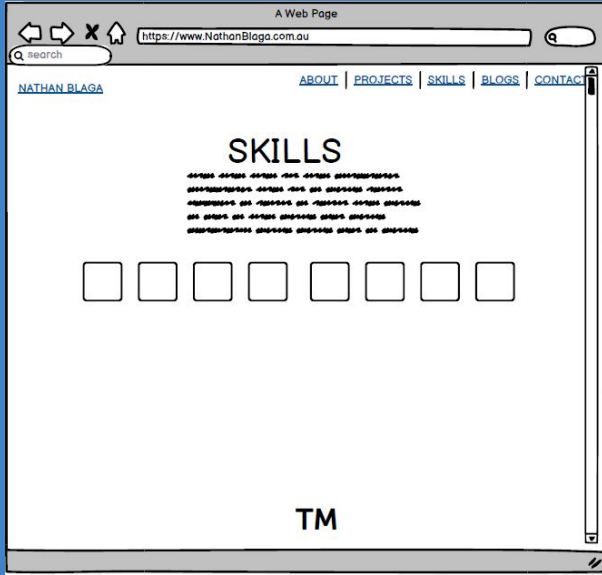 A Web Page
https://www.NathanBlaga.com.au
search
NATHAN BLAGA
ABOUT | PROJECTS | SKILLS | BLOGS | CONTACT
SKILLS
TM